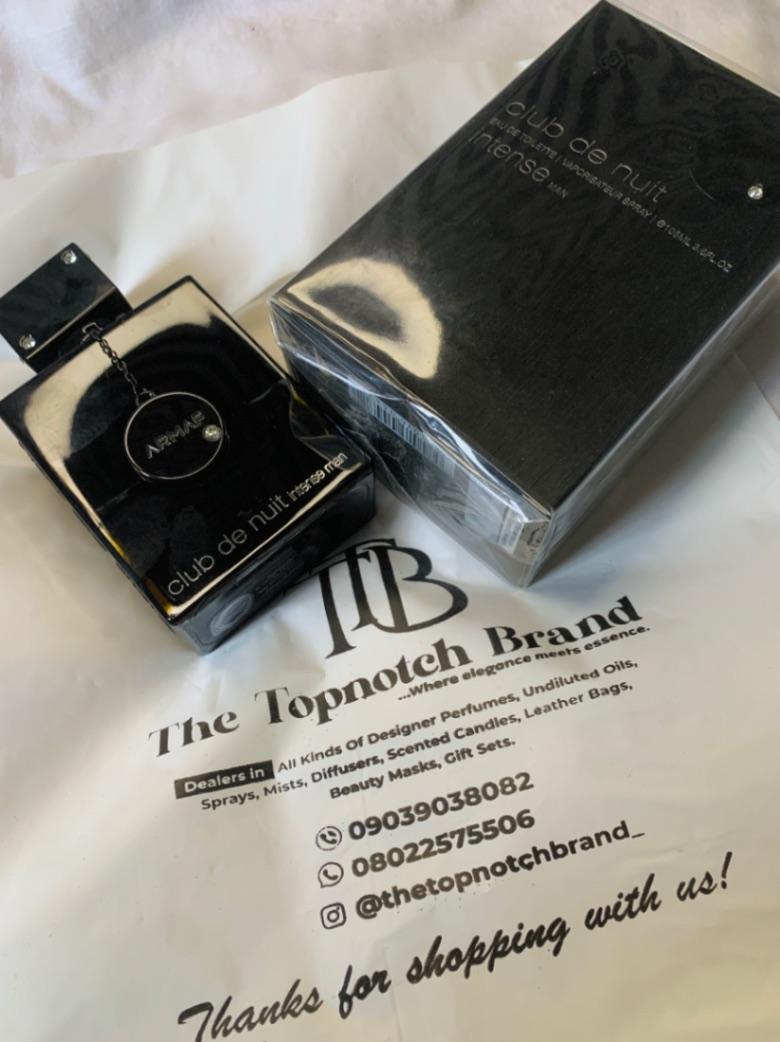 club de nuit
EAU DE TOILETTE | VAPORISATEUR SPRAY | ℮105ML 3.6FL.OZ
intense MAN
ARMAF
club de nuit intense man
TTB
The Topnotch Brand
...Where elegance meets essence.
Dealers in All Kinds of Designer Perfumes, Undiluted Oils,
Sprays, Mists, Diffusers, Scented Candles, Leather Bags,
Beauty Masks, Gift Sets.
09039038082
08022575506
@thetopnotchbrand_
Thanks for shopping with us!